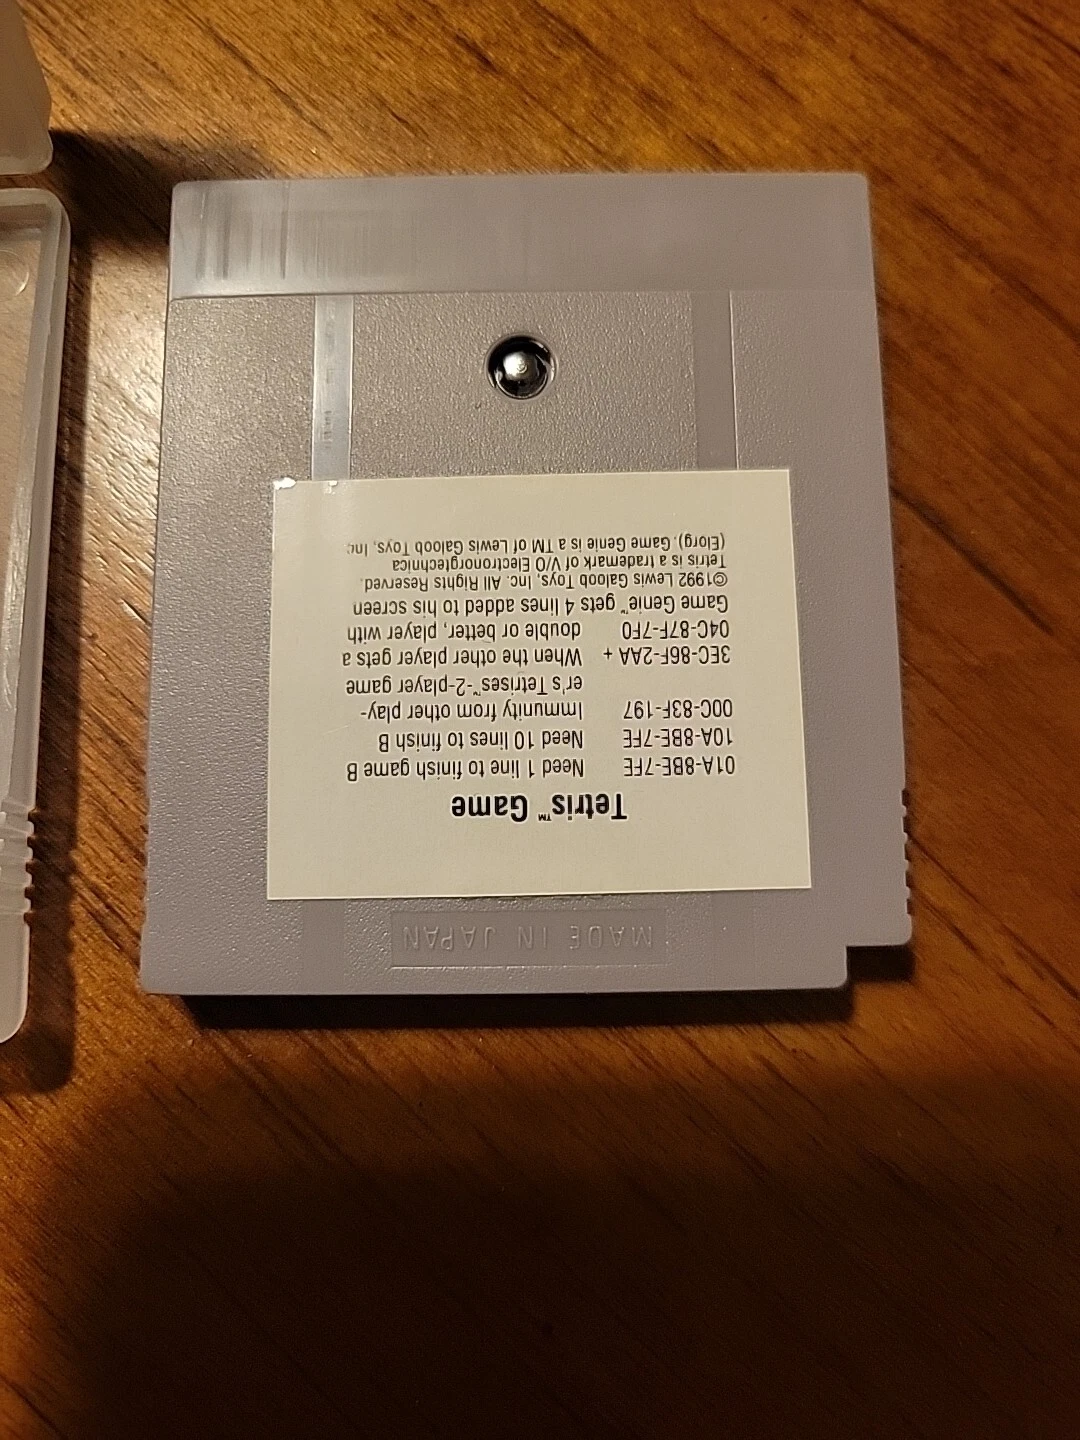 MADE IN JAPAN
Tetris™ Game
01A-8BE-7FE Need 1 line to finish game B
10A-8BE-7FE Need 10 lines to finish B
00C-83F-197 Immunity from other play-
er's Tetrises™-2-player game
3EC-86F-2AA + When the other player gets a
04C-87F-7F0 double or better, player with
Game Genie™ gets 4 lines added to his screen
©1992 Lewis Galoob Toys, Inc. All Rights Reserved.
Tetris is a trademark of V/O Electronorgtechnica
(Elorg). Game Genie is a TM of Lewis Galoob Toys, Inc.